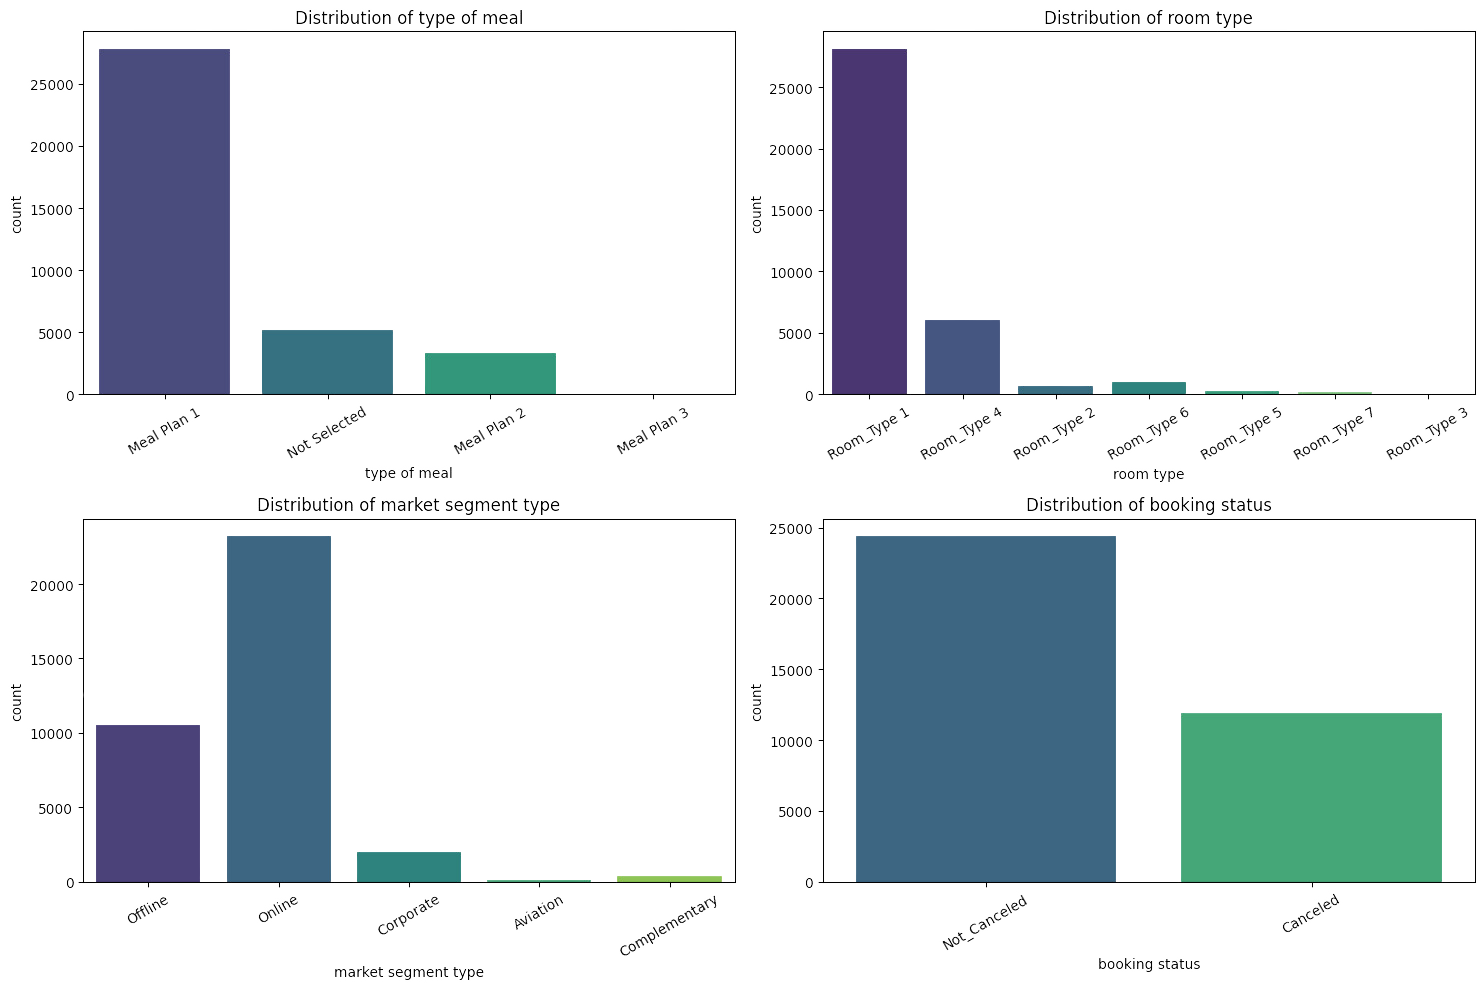 Distribution of type of meal
count
25000
20000
15000
10000
5000
0
Meal Plan 1
Not Selected
Meal Plan 2
Meal Plan 3
type of meal
Distribution of room type
count
25000
20000
15000
10000
5000
0
Room_Type 1
Room_Type 4
Room_Type 2
Room_Type 6
Room_Type 5
Room_Type 7
Room_Type 3
room type
Distribution of market segment type
count
20000
15000
10000
5000
0
Offline
Online
Corporate
Aviation
Complementary
market segment type
Distribution of booking status
count
25000
20000
15000
10000
5000
0
Not_Canceled
Canceled
booking status